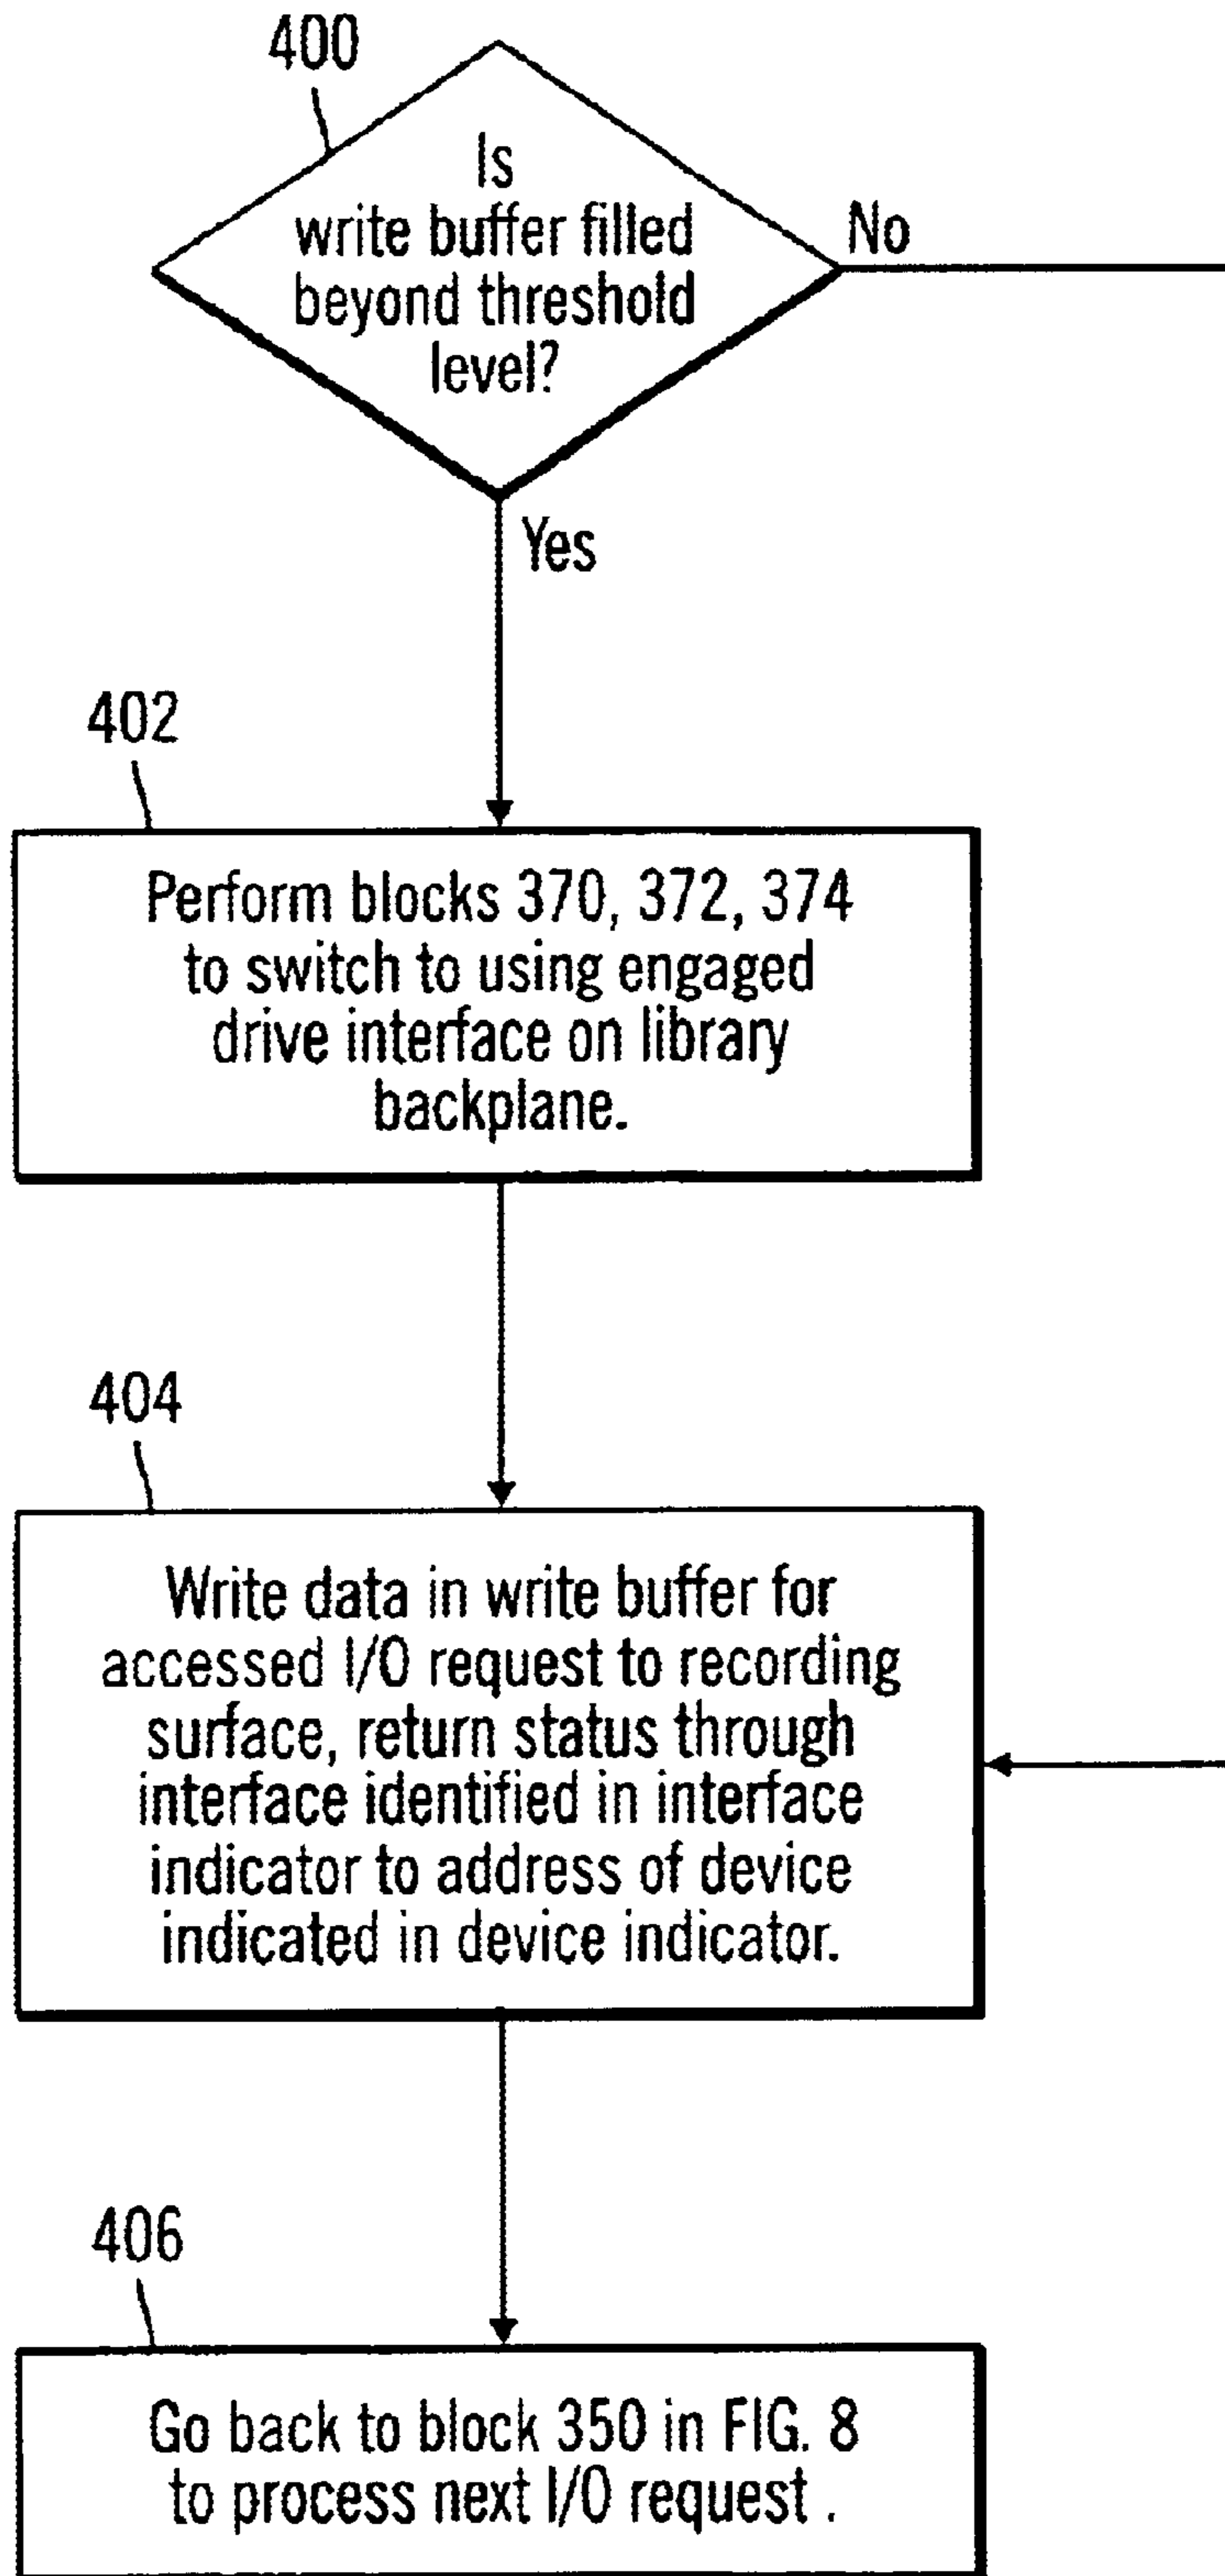 400
Is
write buffer filled
beyond threshold
level?
No
Yes
402
Perform blocks 370, 372, 374
to switch to using engaged
drive interface on library
backplane.
404
Write data in write buffer for
accessed I/O request to recording
surface, return status through
interface identified in interface
indicator to address of device
indicated in device indicator.
406
Go back to block 350 in FIG. 8
to process next I/O request .